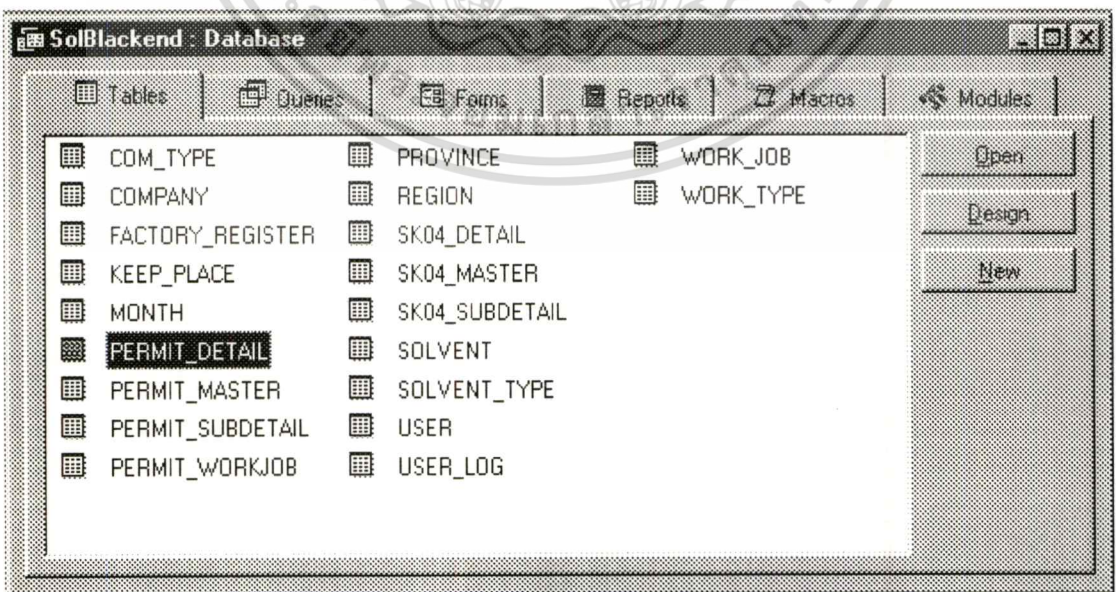 SolBlackend : Database
Tables Queries Forms Reports Macros Modules
COM_TYPE
COMPANY
FACTORY_REGISTER
KEEP_PLACE
MONTH
PERMIT_DETAIL
PERMIT_MASTER
PERMIT_SUBDETAIL
PERMIT_WORKJOB
PROVINCE
REGION
SK04_DETAIL
SK04_MASTER
SK04_SUBDETAIL
SOLVENT
SOLVENT_TYPE
USER
USER_LOG
WORK_JOB
WORK_TYPE
Open
Design
New